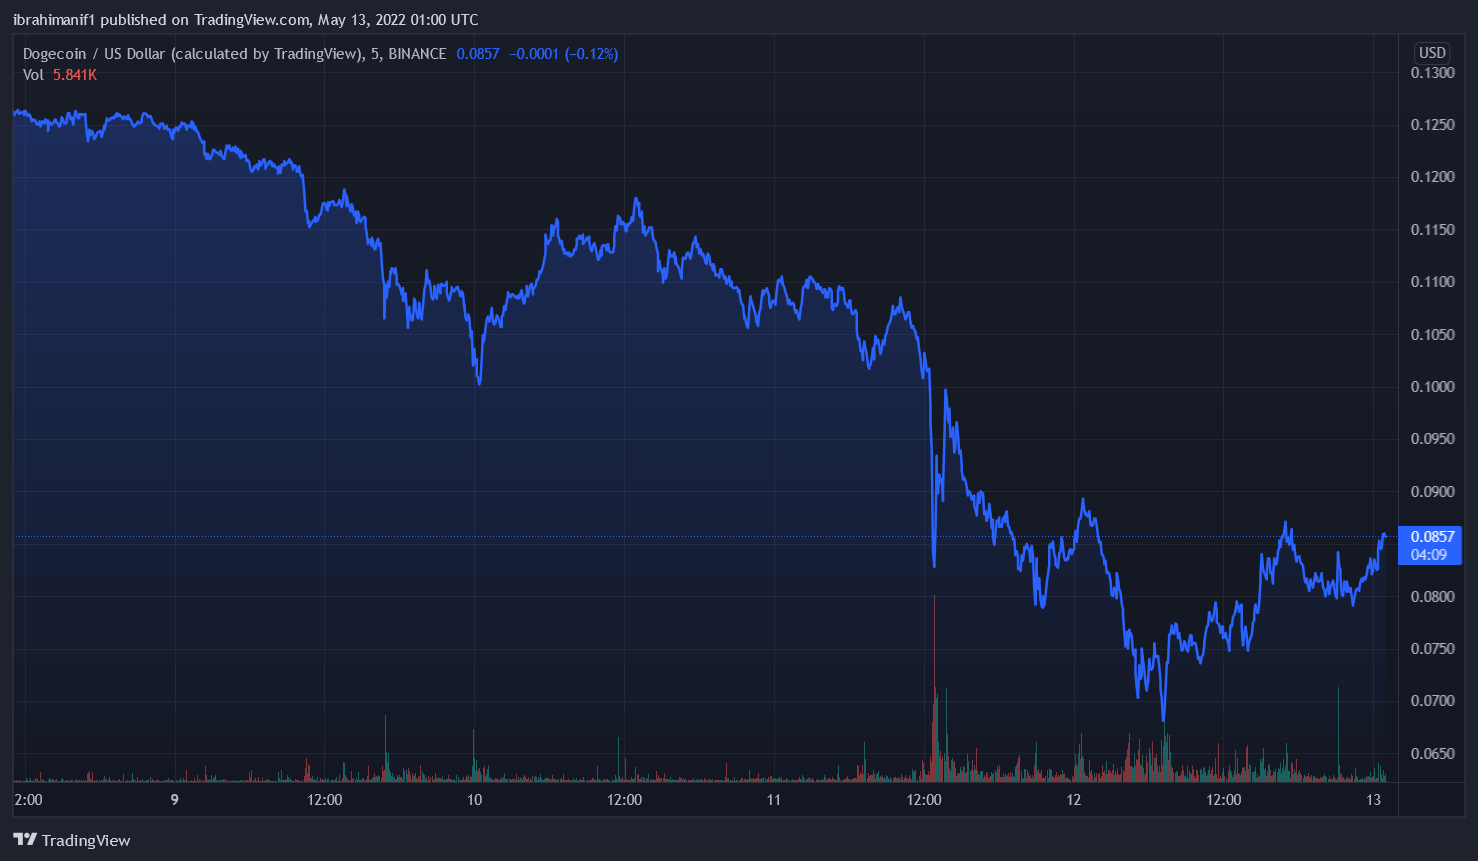 ibrahimanif1 published on TradingView.com, May 13, 2022 01:00 UTC
Dogecoin / US Dollar (calculated by TradingView), 5, BINANCE 0.0857 −0.0001 (−0.12%)
Vol 5.841K
USD
0.1300
0.1250
0.1200
0.1150
0.1100
0.1050
0.1000
0.0950
0.0900
0.0857
04:09
0.0800
0.0750
0.0700
0.0650
2:00 9 12:00 10 12:00 11 12:00 12 12:00 13
TradingView